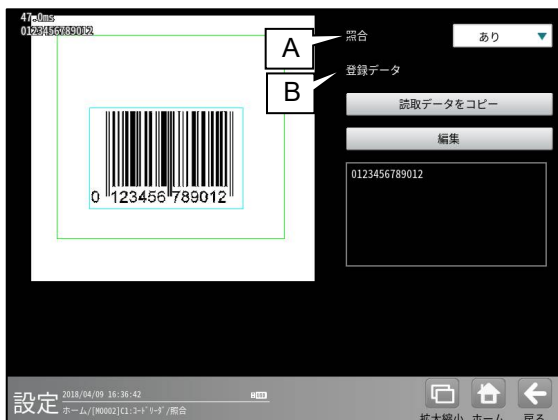 47.0ms
0123456789012
A
照合
あり
登録データ
B
読取データをコピー
編集
0123456789012
0 123456 789012
設定
2018/04/09 16:36:42
ホーム/[M0002]C1:ｺｰﾄﾞﾘｰﾀﾞ/照合
拡大縮小 ホーム 戻る